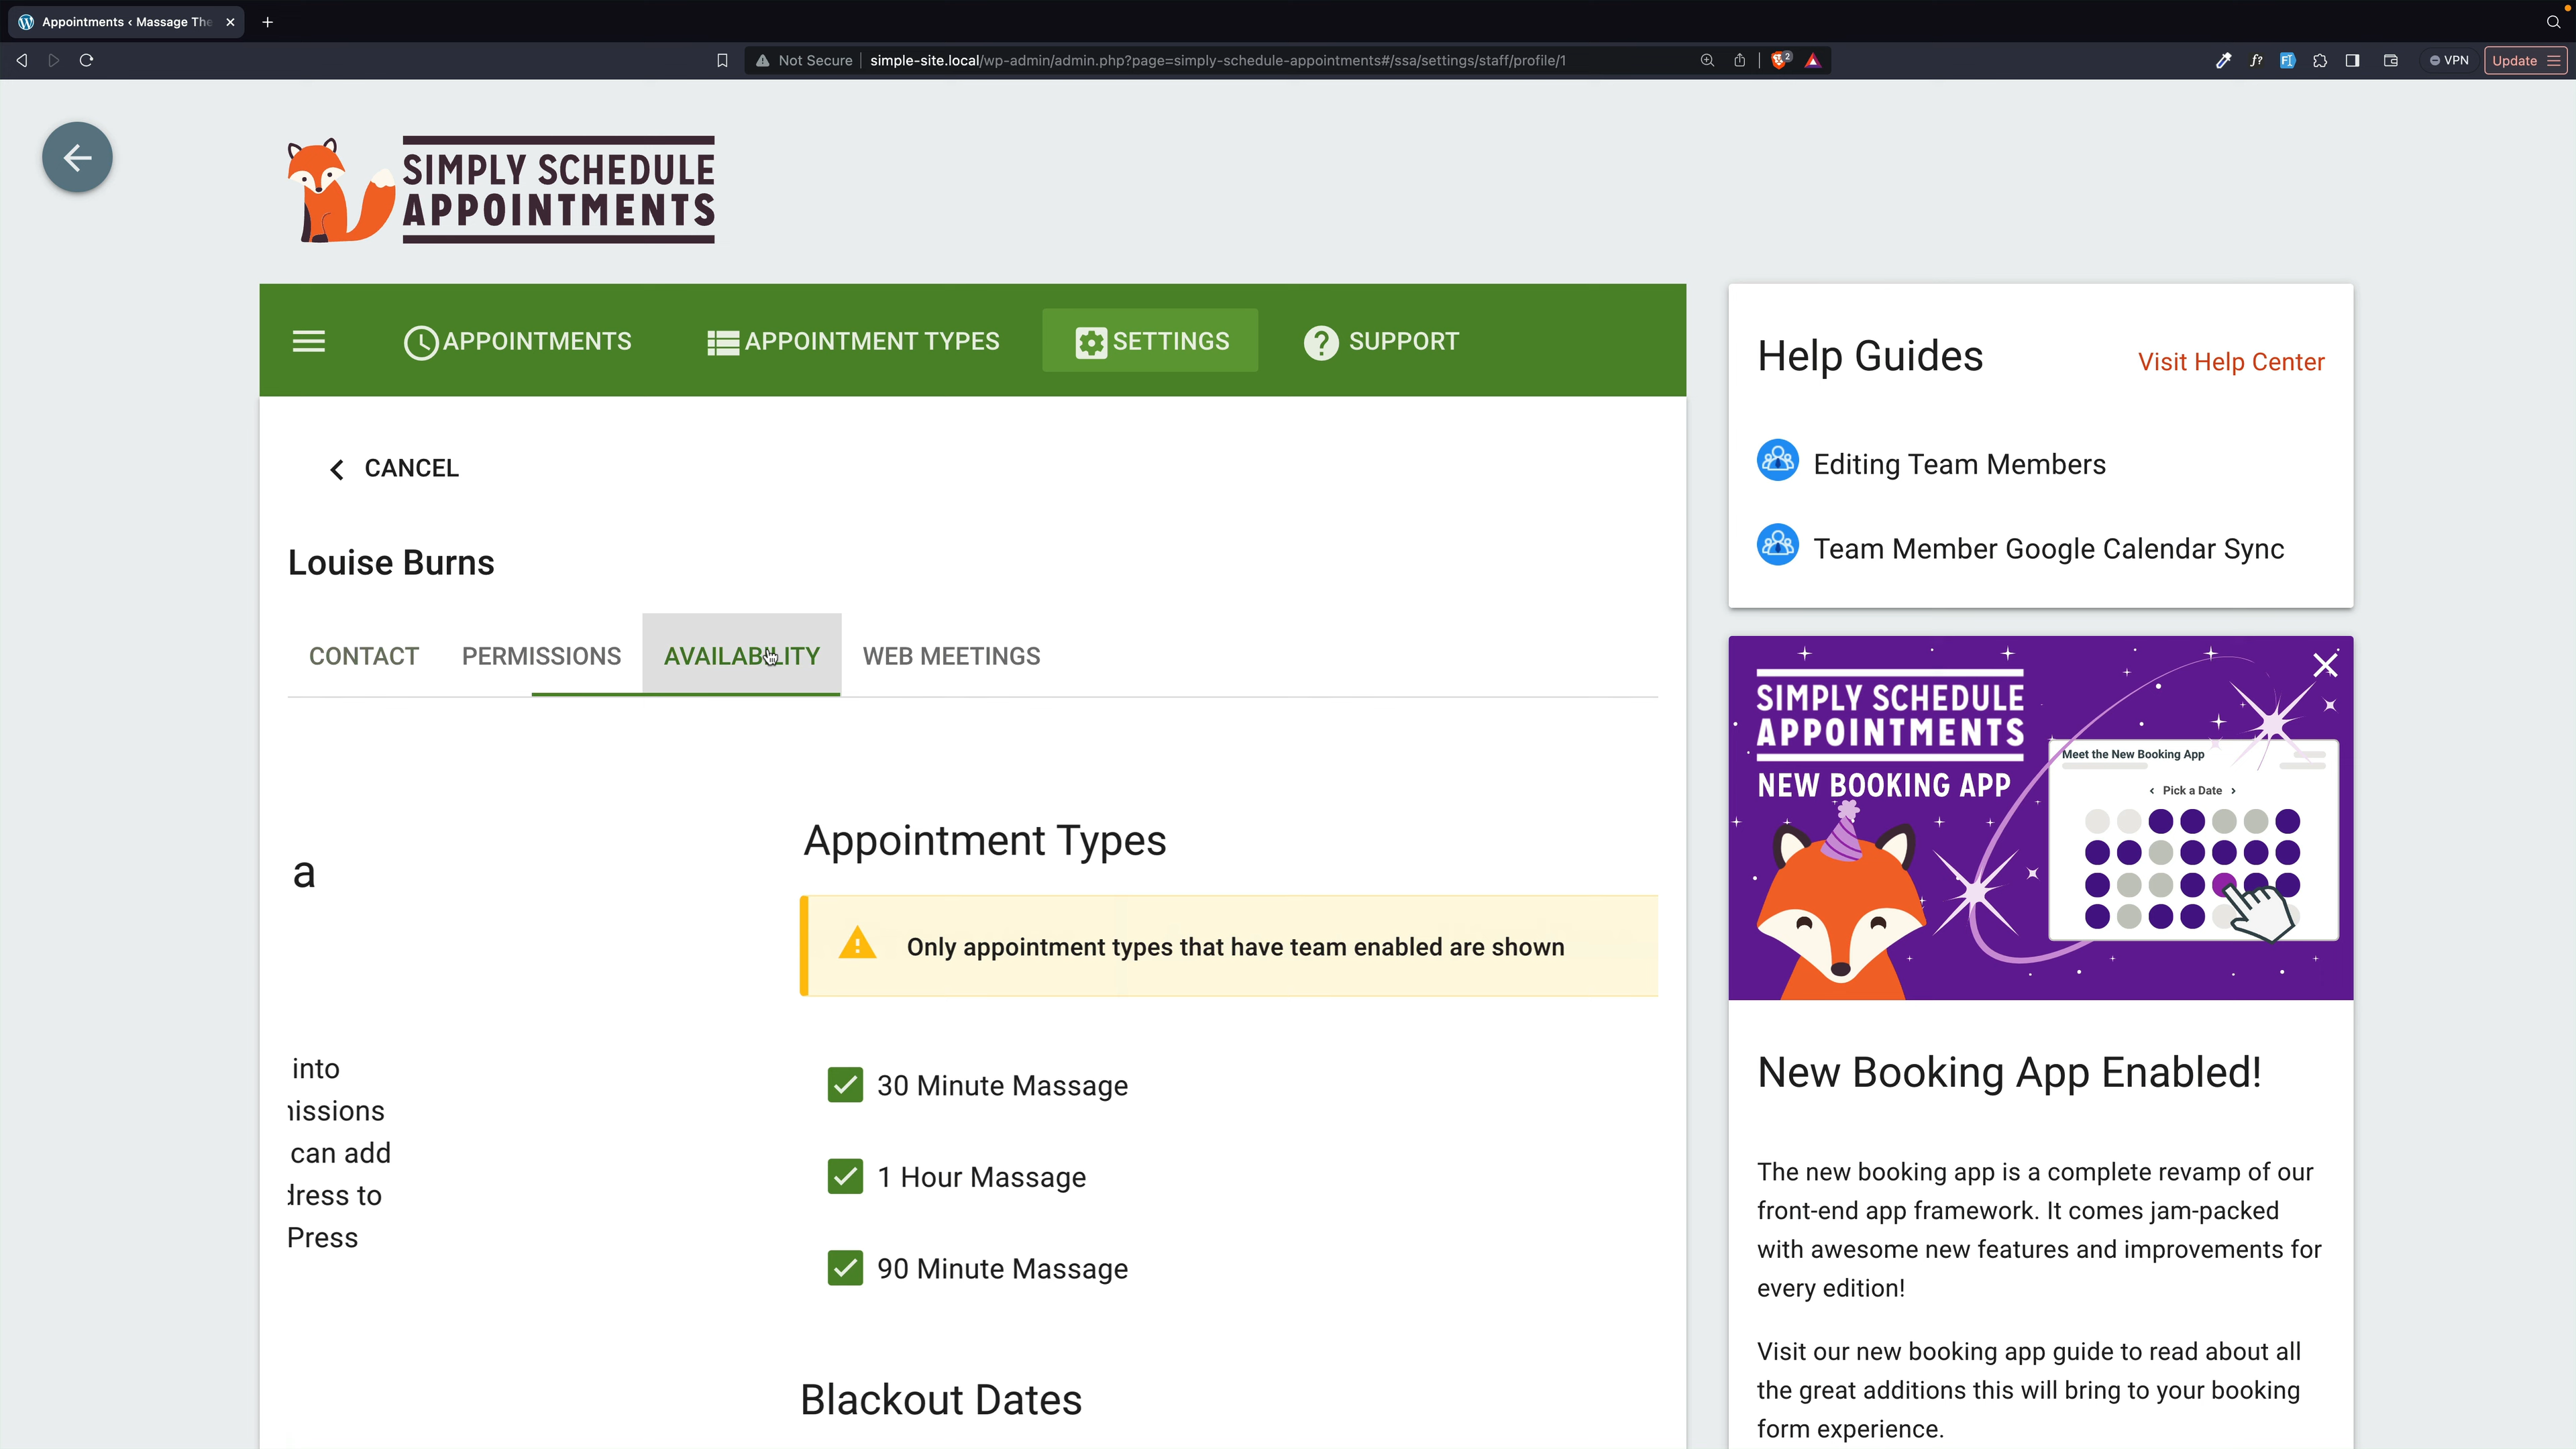 Appointments ‹ Massage The
Not Secure simple-site.local/wp-admin/admin.php?page=simply-schedule-appointments#/ssa/settings/staff/profile/1
2
VPN
Update
SIMPLY SCHEDULE
APPOINTMENTS
APPOINTMENTS
APPOINTMENT TYPES
SETTINGS
SUPPORT
CANCEL
Louise Burns
CONTACT
PERMISSIONS
AVAILABILITY
WEB MEETINGS
a
into
issions
can add
dress to
Press
Appointment Types
Only appointment types that have team enabled are shown
30 Minute Massage
1 Hour Massage
90 Minute Massage
Blackout Dates
Help Guides
Visit Help Center
Editing Team Members
Team Member Google Calendar Sync
SIMPLY SCHEDULE
APPOINTMENTS
NEW BOOKING APP
Meet the New Booking App
‹ Pick a Date ›
New Booking App Enabled!
The new booking app is a complete revamp of our
front-end app framework. It comes jam-packed
with awesome new features and improvements for
every edition!
Visit our new booking app guide to read about all
the great additions this will bring to your booking
form experience.